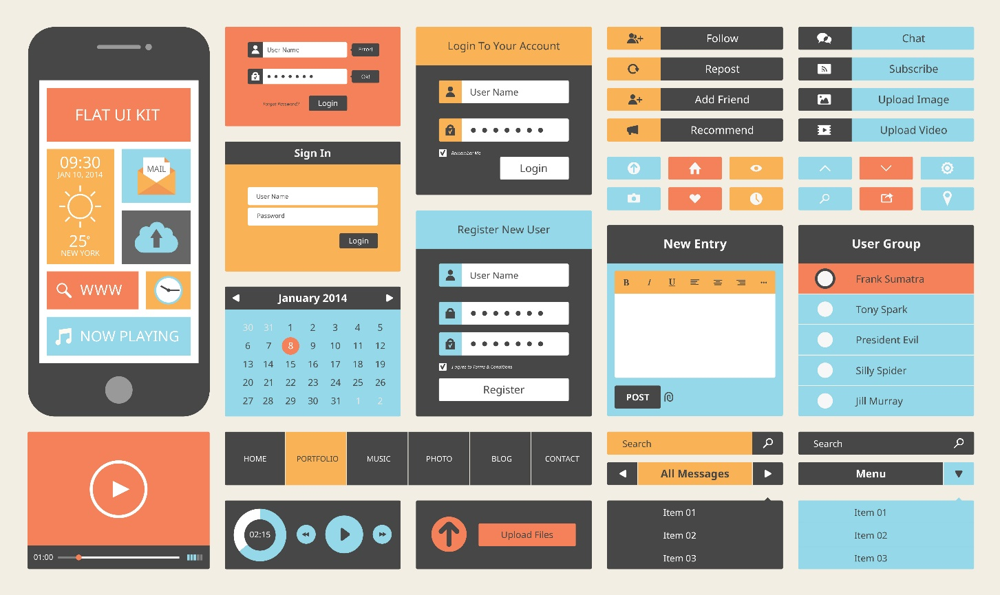 FLAT UI KIT
09:30
JAN 10, 2014
25°
NEW YORK
MAIL
WWW
NOW PLAYING
User Name
Error!
Ok!
Forgot Password?
Login
Sign In
User Name
Password
Login
January 2014
30 31 1 2 3 4 5
6 7 8 9 10 11 12
13 14 15 16 17 18 19
20 21 22 23 24 25 26
27 28 29 30 31 1 2
Login To Your Account
User Name
Remember Me
Login
Register New User
User Name
I agree to Terms & Conditions
Register
Follow
Repost
Add Friend
Recommend
Chat
Subscribe
Upload Image
Upload Video
New Entry
B I U
POST
User Group
Frank Sumatra
Tony Spark
President Evil
Silly Spider
Jill Murray
01:00
HOME PORTFOLIO MUSIC PHOTO BLOG CONTACT
02:15
Upload Files
Search
All Messages
Item 01
Item 02
Item 03
Search
Menu
Item 01
Item 02
Item 03